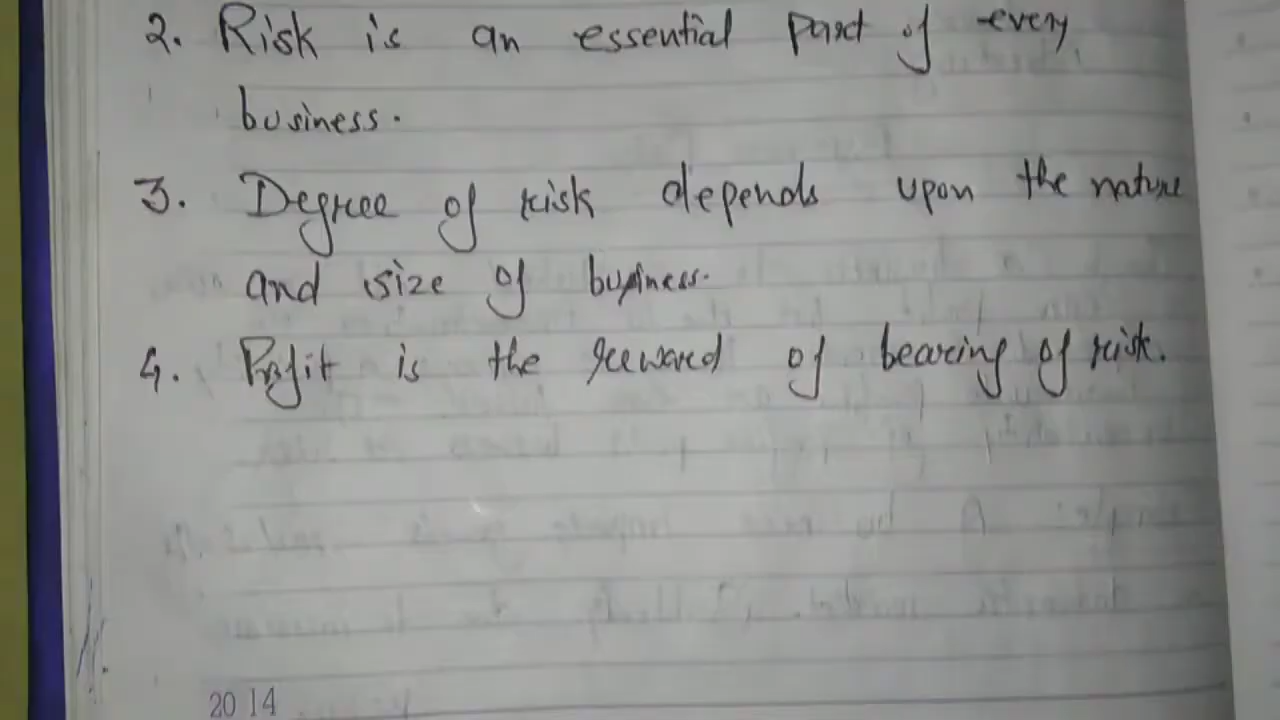 2. Risk is an essential part of every
business.
3. Degree of risk depends upon the nature
and size of business.
4. Profit is the reward of bearing of risk.
2014